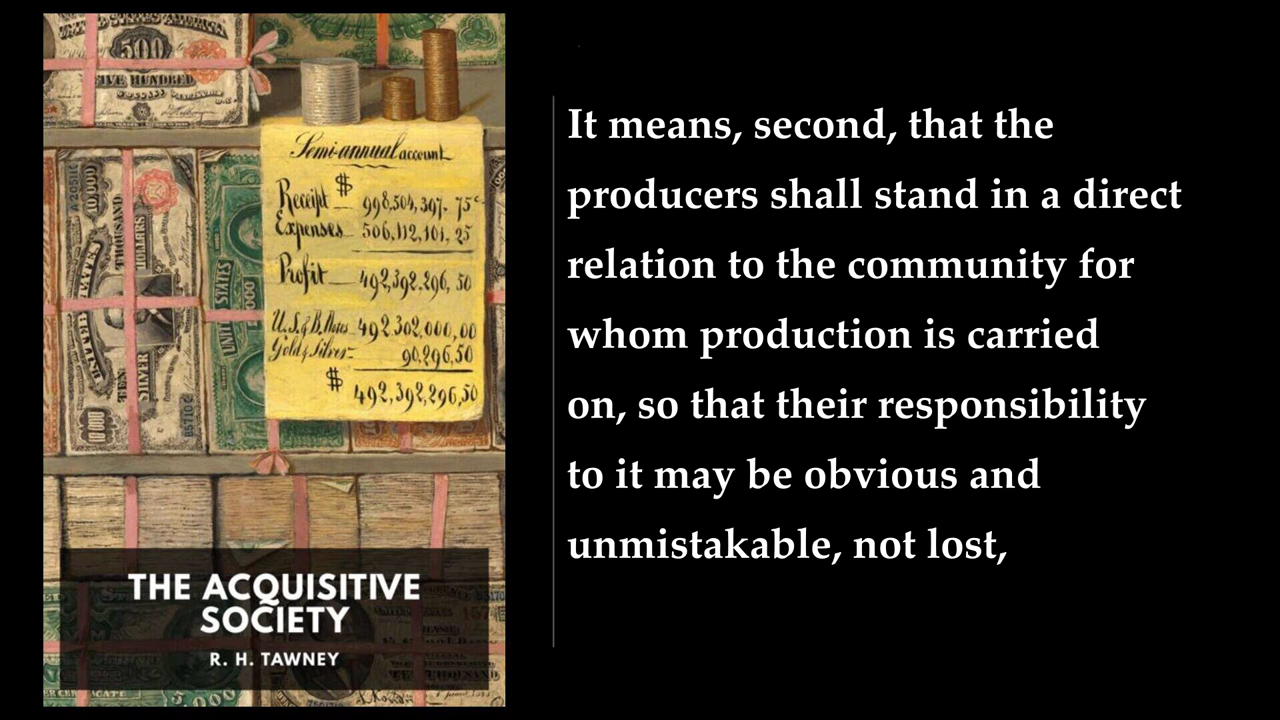 500
FIVE HUNDRED
Semi-annual account
$
Receipt 998,504,397. 75c
Expenses 506,112,101, 25
Profit 492,392,296, 50
U.S. & B. Notes 492302,000,00
Gold & Silver 90,296,50
$ 492,392,296,50
THE ACQUISITIVE
SOCIETY
R. H. TAWNEY
It means, second, that the
producers shall stand in a direct
relation to the community for
whom production is carried
on, so that their responsibility
to it may be obvious and
unmistakable, not lost,